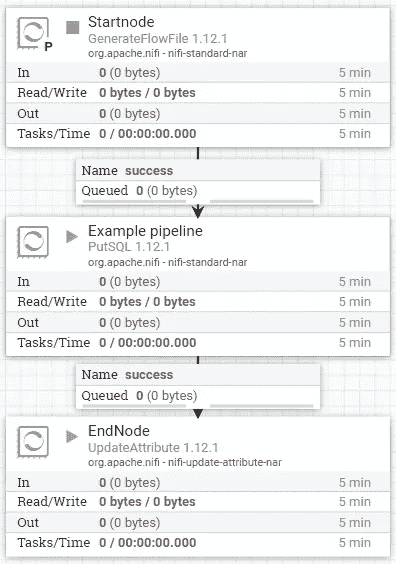 Startnode
GenerateFlowFile 1.12.1
org.apache.nifi - nifi-standard-nar
P
In 0 (0 bytes) 5 min
Read/Write 0 bytes / 0 bytes 5 min
Out 0 (0 bytes) 5 min
Tasks/Time 0 / 00:00:00.000 5 min
Name success
Queued 0 (0 bytes)
Example pipeline
PutSQL 1.12.1
org.apache.nifi - nifi-standard-nar
In 0 (0 bytes) 5 min
Read/Write 0 bytes / 0 bytes 5 min
Out 0 (0 bytes) 5 min
Tasks/Time 0 / 00:00:00.000 5 min
Name success
Queued 0 (0 bytes)
EndNode
UpdateAttribute 1.12.1
org.apache.nifi - nifi-update-attribute-nar
In 0 (0 bytes) 5 min
Read/Write 0 bytes / 0 bytes 5 min
Out 0 (0 bytes) 5 min
Tasks/Time 0 / 00:00:00.000 5 min